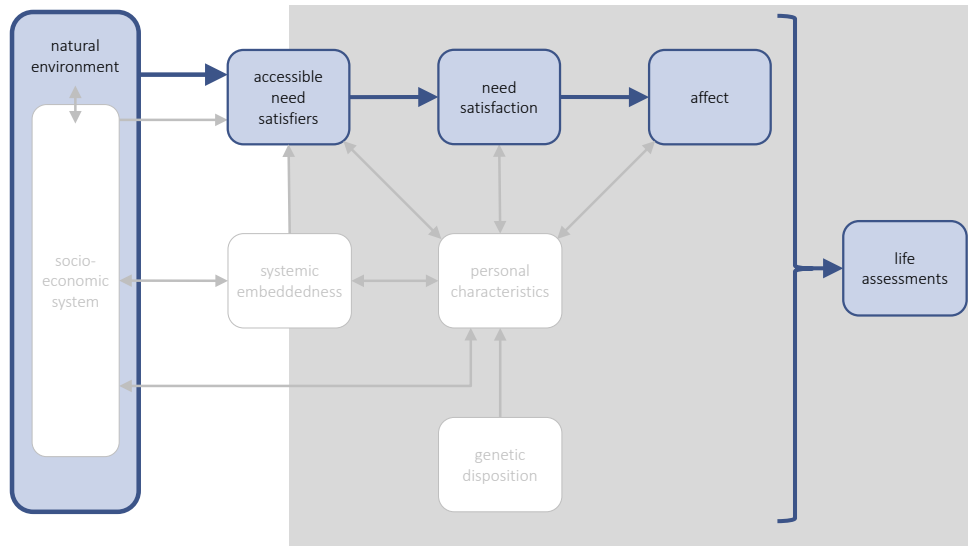 natural
environment
accessible
need
satisfiers
need
satisfaction
affect
socio-
economic
system
systemic
embeddedness
personal
characteristics
life
assessments
genetic
disposition